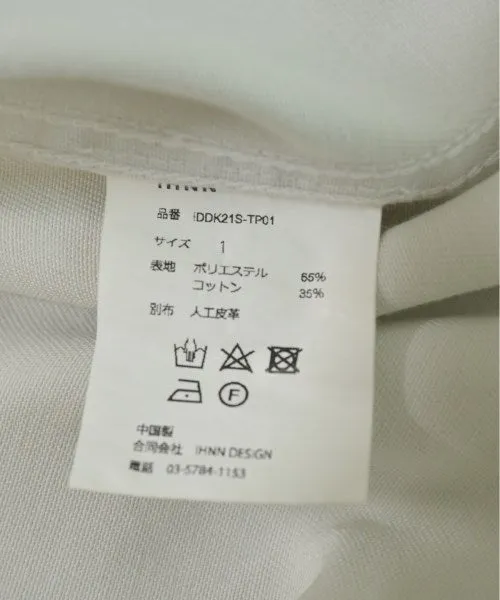 IHNN
品番 IDDK21S-TP01
サイズ 1
表地 ポリエステル 65%
コットン 35%
別布 人工皮革
F
中国製
合同会社 IHNN DESIGN
電話 03-5784-1153